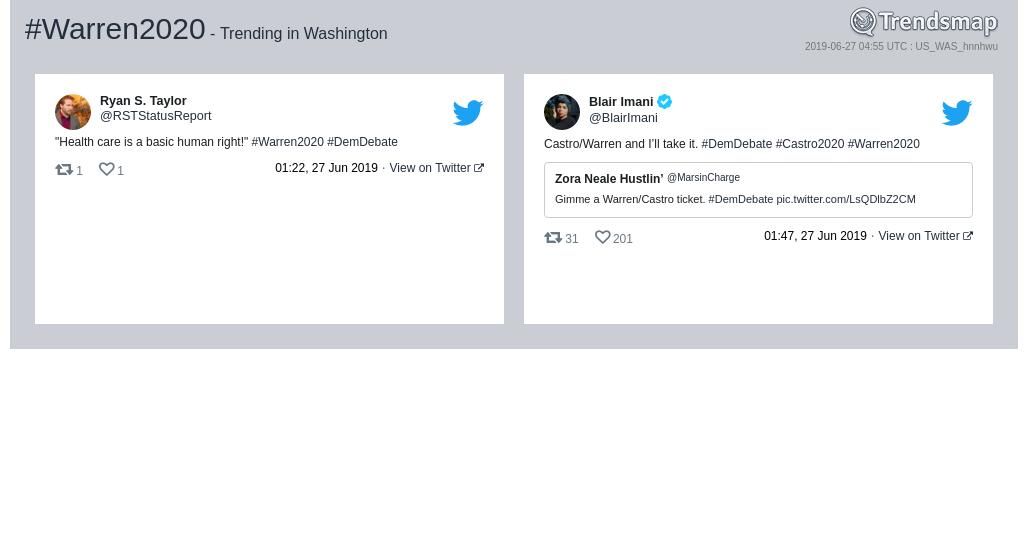 #Warren2020 - Trending in Washington
Trendsmap
2019-06-27 04:55 UTC : US_WAS_hnnhwu
Ryan S. Taylor
@RSTStatusReport
"Health care is a basic human right!" #Warren2020 #DemDebate
1 1 01:22, 27 Jun 2019 · View on Twitter
Blair Imani
@BlairImani
Castro/Warren and I'll take it. #DemDebate #Castro2020 #Warren2020
Zora Neale Hustlin' @MarsinCharge
Gimme a Warren/Castro ticket. #DemDebate pic.twitter.com/LsQDlbZ2CM
31 201 01:47, 27 Jun 2019 · View on Twitter